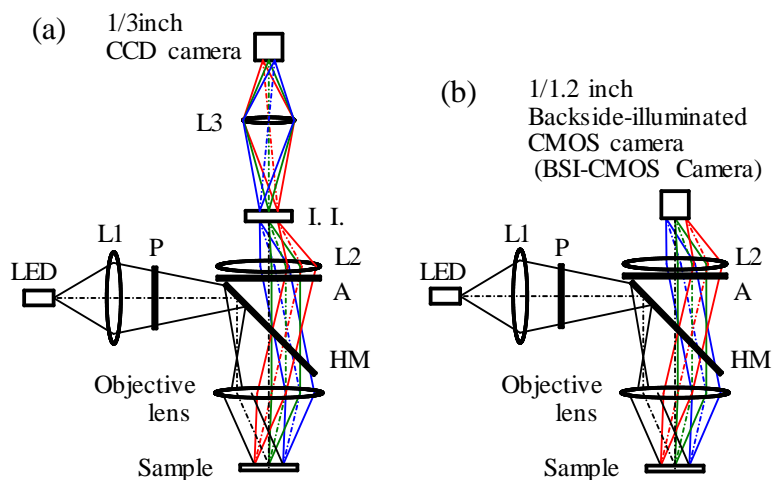 (a)
1/3inch
CCD camera
L3
I. I.
L1
P
LED
L2
A
HM
Objective
lens
Sample
(b)
1/1.2 inch
Backside-illuminated
CMOS camera
(BSI-CMOS Camera)
L1
P
LED
L2
A
HM
Objective
lens
Sample